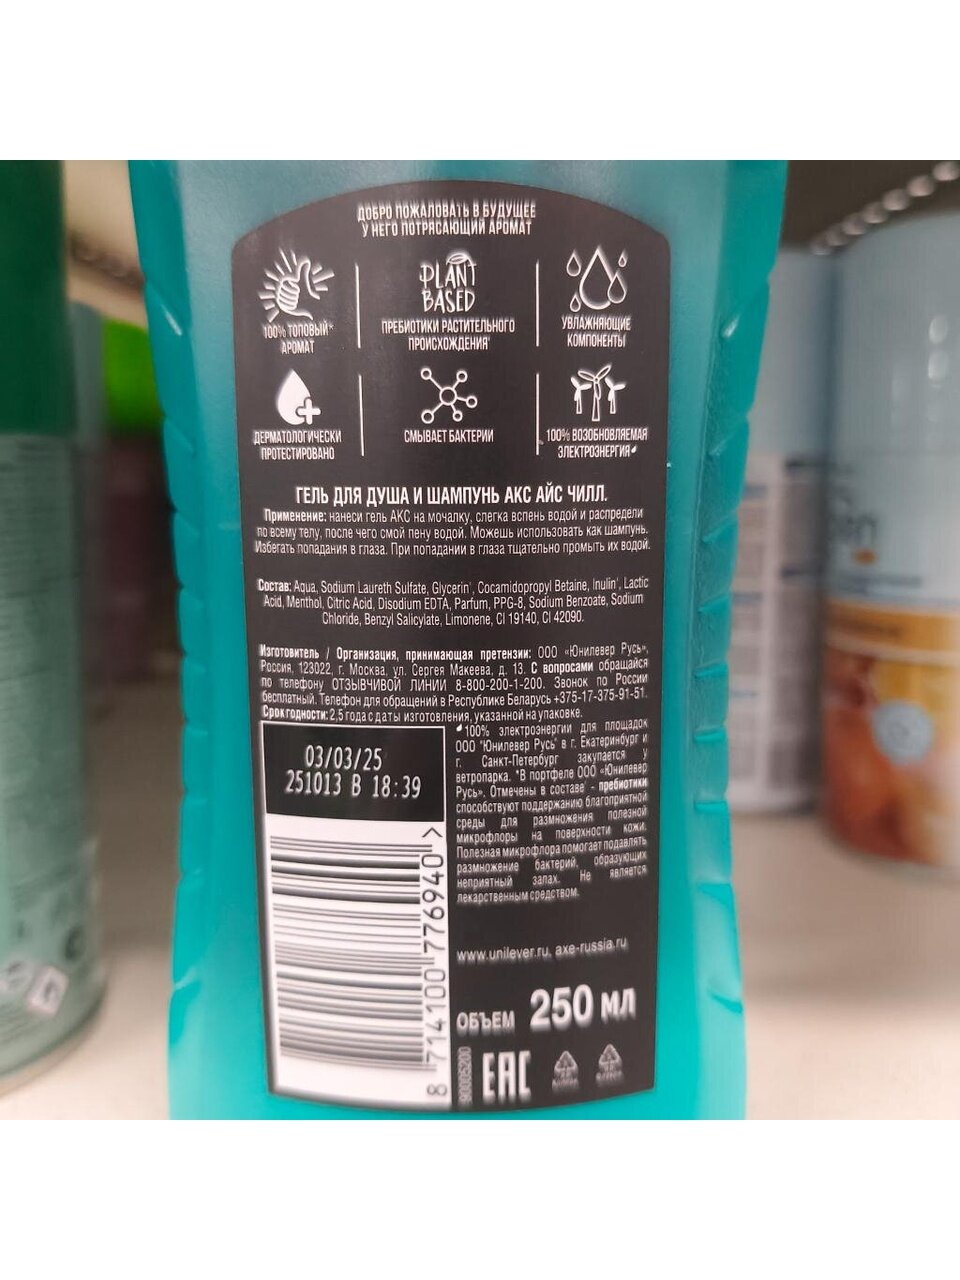 ДОБРО ПОЖАЛОВАТЬ В БУДУЩЕЕ
У НЕГО ПОТРЯСАЮЩИЙ АРОМАТ
100% ТОПОВЫЙ*
АРОМАТ
PLANT
BASED
ПРЕБИОТИКИ РАСТИТЕЛЬНОГО
ПРОИСХОЖДЕНИЯ
УВЛАЖНЯЮЩИЕ
КОМПОНЕНТЫ
ДЕРМАТОЛОГИЧЕСКИ
ПРОТЕСТИРОВАНО
СМЫВАЕТ БАКТЕРИИ
100% ВОЗОБНОВЛЯЕМАЯ
ЭЛЕКТРОЭНЕРГИЯ
ГЕЛЬ ДЛЯ ДУША И ШАМПУНЬ АКС АЙС ЧИЛЛ.
Применение: нанеси гель АКС на мочалку, слегка вспень водой и распредели
по всему телу, после чего смой пену водой. Можешь использовать как шампунь.
Избегать попадания в глаза. При попадании в глаза тщательно промыть их водой.
Состав: Aqua, Sodium Laureth Sulfate, Glycerin', Cocamidopropyl Betaine, Inulin', Lactic
Acid, Menthol, Citric Acid, Disodium EDTA, Parfum, PPG-8, Sodium Benzoate, Sodium
Chloride, Benzyl Salicylate, Limonene, CI 19140, CI 42090.
Изготовитель / Организация, принимающая претензии: ООО «Юнилевер Русь»,
Россия, 123022, г. Москва, ул. Сергея Макеева, д. 13. С вопросами обращайся
по телефону ОТЗЫВЧИВОЙ ЛИНИИ 8-800-200-1-200. Звонок по России
бесплатный. Телефон для обращений в Республике Беларусь +375-17-375-91-51.
Срок годности: 2,5 года с даты изготовления, указанной на упаковке.
03/03/25
251013 В 18:39
100% электроэнергии для площадок
ООО "Юнилевер Русь" в г. Екатеринбург и
г. Санкт-Петербург закупается у
ветропарка. *В портфеле ООО «Юнилевер
Русь». Отмечены в составе' - пребиотики
способствуют поддержанию благоприятной
среды для размножения полезной
микрофлоры на поверхности кожи.
Полезная микрофлора помогает подавлять
размножение бактерий, образующих
неприятный запах. Не является
лекарственным средством.
www.unilever.ru, axe-russia.ru
ОБЪЕМ 250 МЛ
8 714100 776940 >
90005200
EAC